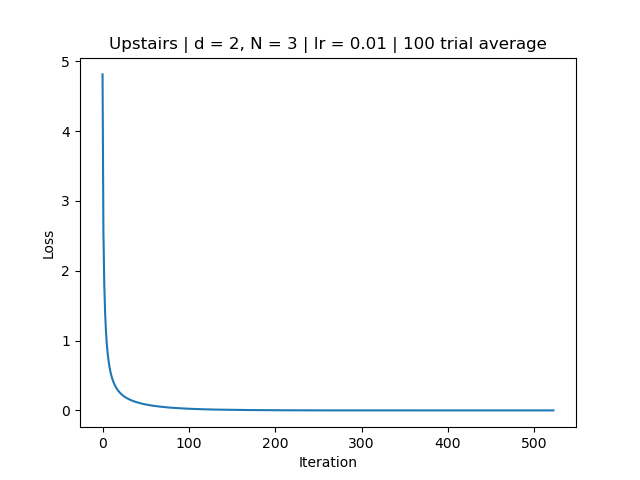 Upstairs | d = 2, N = 3 | lr = 0.01 | 100 trial average
5
4
3
2
1
0
Loss
0 100 200 300 400 500
Iteration